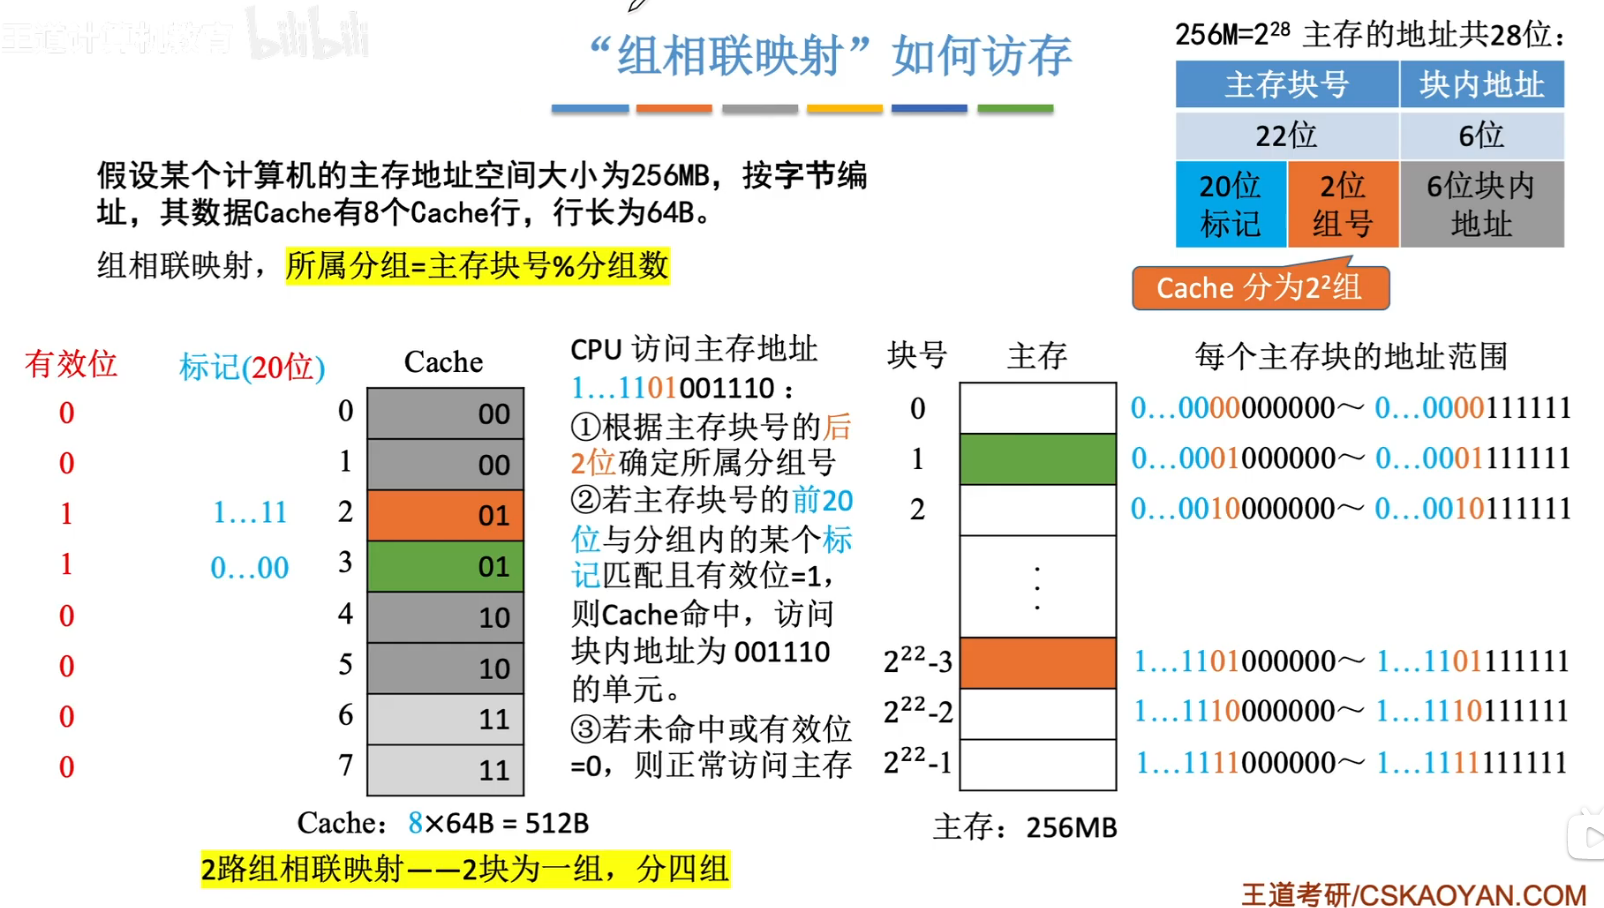 王道计算机教育 bilibili
“组相联映射”如何访存
256M=2²⁸ 主存的地址共28位：
主存块号 块内地址
22位 6位
20位标记 2位组号 6位块内地址
Cache 分为2²组
假设某个计算机的主存地址空间大小为256MB，按字节编
址，其数据Cache有8个Cache行，行长为64B。
组相联映射，所属分组=主存块号%分组数
有效位 标记(20位) Cache
0 0 00
0 1 00
1 1…11 2 01
1 0…00 3 01
0 4 10
0 5 10
0 6 11
0 7 11
Cache：8×64B = 512B
2路组相联映射——2块为一组，分四组
CPU 访问主存地址
1…1101001110：
①根据主存块号的后
2位确定所属分组号
②若主存块号的前20
位与分组内的某个标
记匹配且有效位=1，
则Cache命中，访问
块内地址为 001110
的单元。
③若未命中或有效位
=0，则正常访问主存
块号 主存 每个主存块的地址范围
0 0…0000000000～ 0…0000111111
1 0…0001000000～ 0…0001111111
2 0…0010000000～ 0…0010111111
⋮
2²²-3 1…1101000000～ 1…1101111111
2²²-2 1…1110000000～ 1…1110111111
2²²-1 1…1111000000～ 1…1111111111
主存：256MB
王道考研/CSKAOYAN.COM